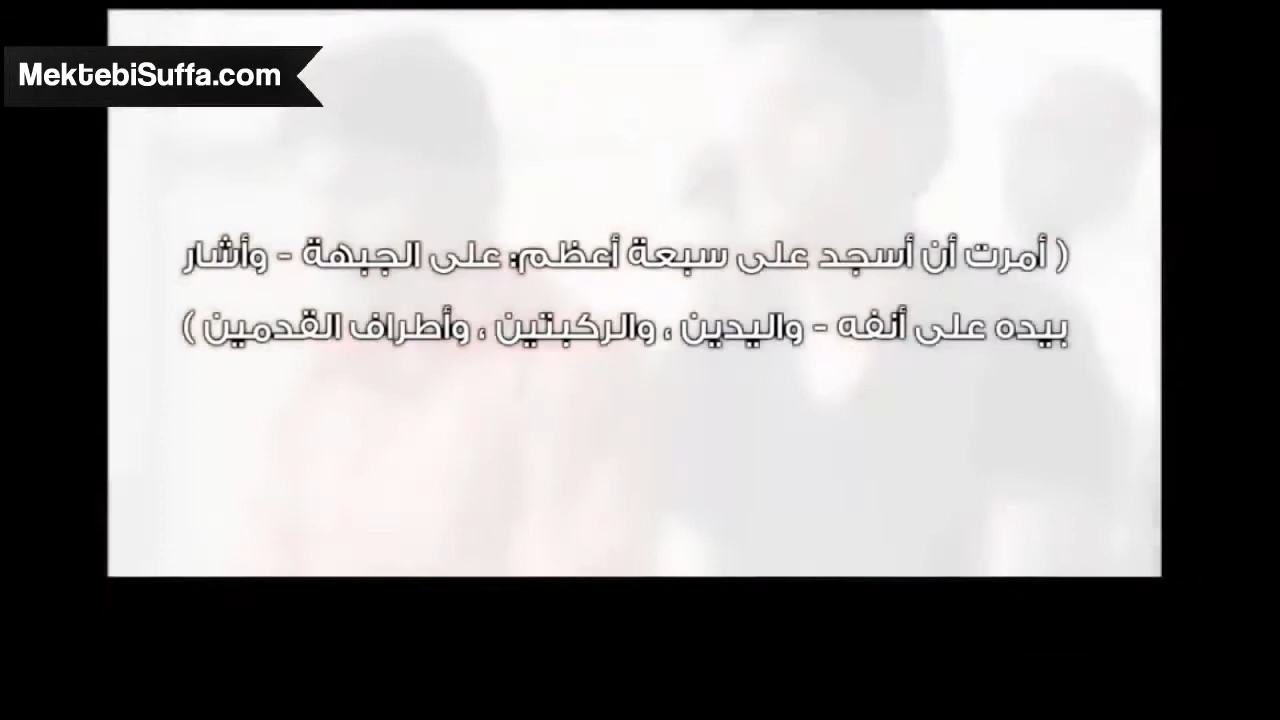 MektebiSuffa.com
( أمرت أن أسجد على سبعة أعظم: على الجبهة - وأشار
بيده على أنفه - واليدين ، والركبتين ، وأطراف القدمين )